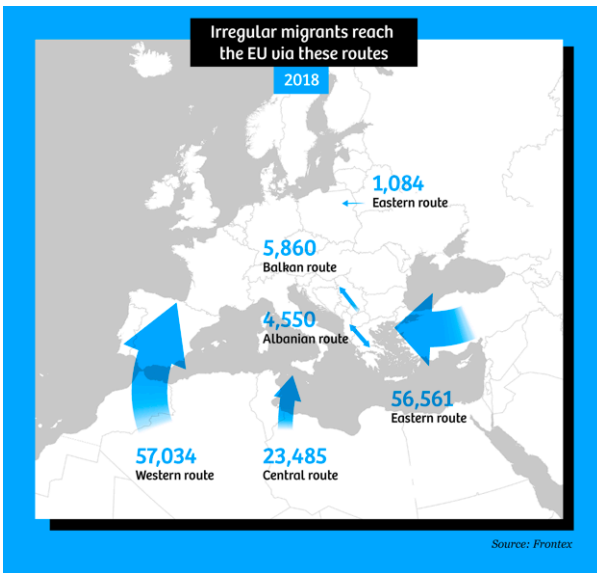 Irregular migrants reach
the EU via these routes
2018
1,084
Eastern route
5,860
Balkan route
4,550
Albanian route
56,561
Eastern route
57,034
Western route
23,485
Central route
Source: Frontex